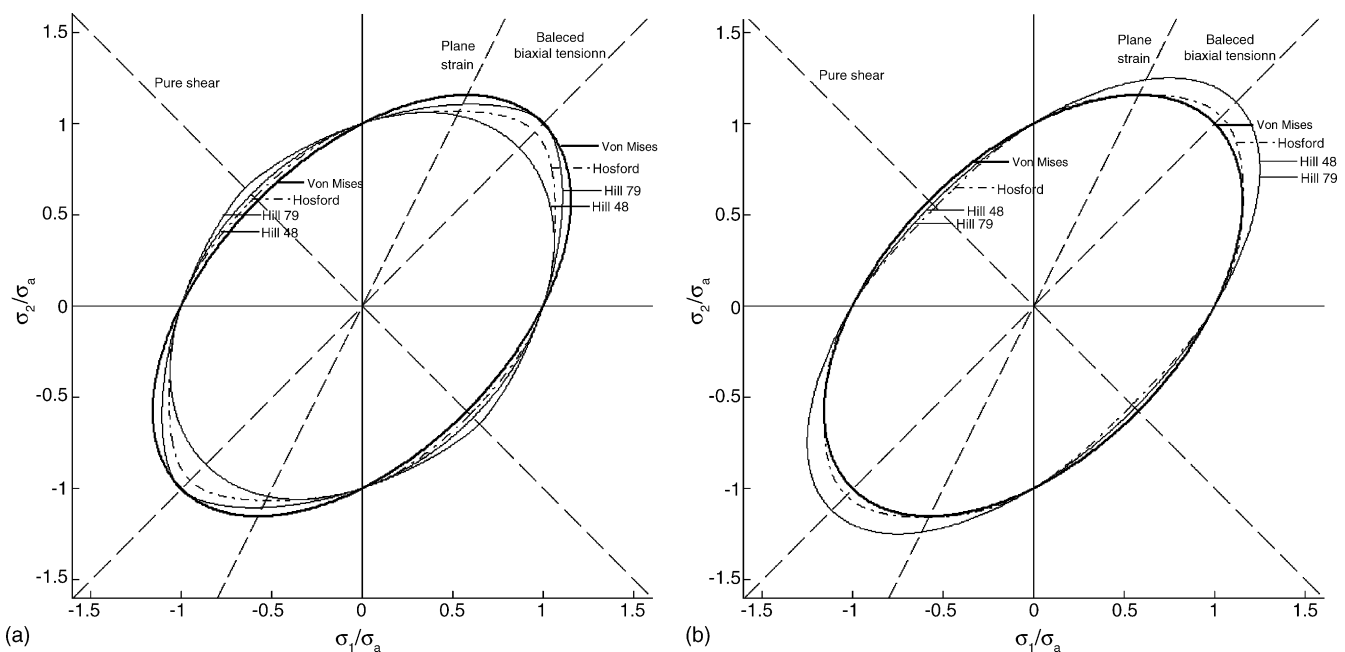 1.5
1
0.5
0
-0.5
-1
-1.5
-1.5
-1
-0.5
0
0.5
1
1.5
σ2/σa
σ1/σa
(a)
Pure shear
Plane
strain
Baleced
biaxial tensionn
Von Mises
Hosford
Hill 79
Hill 48
Von Mises
Hosford
Hill 79
Hill 48
1.5
1
0.5
0
-0.5
-1
-1.5
-1.5
-1
-0.5
0
0.5
1
1.5
σ2/σa
σ1/σa
(b)
Pure shear
Plane
strain
Baleced
biaxial tensionn
Von Mises
Hosford
Hill 48
Hill 79
Von Mises
Hosford
Hill 48
Hill 79